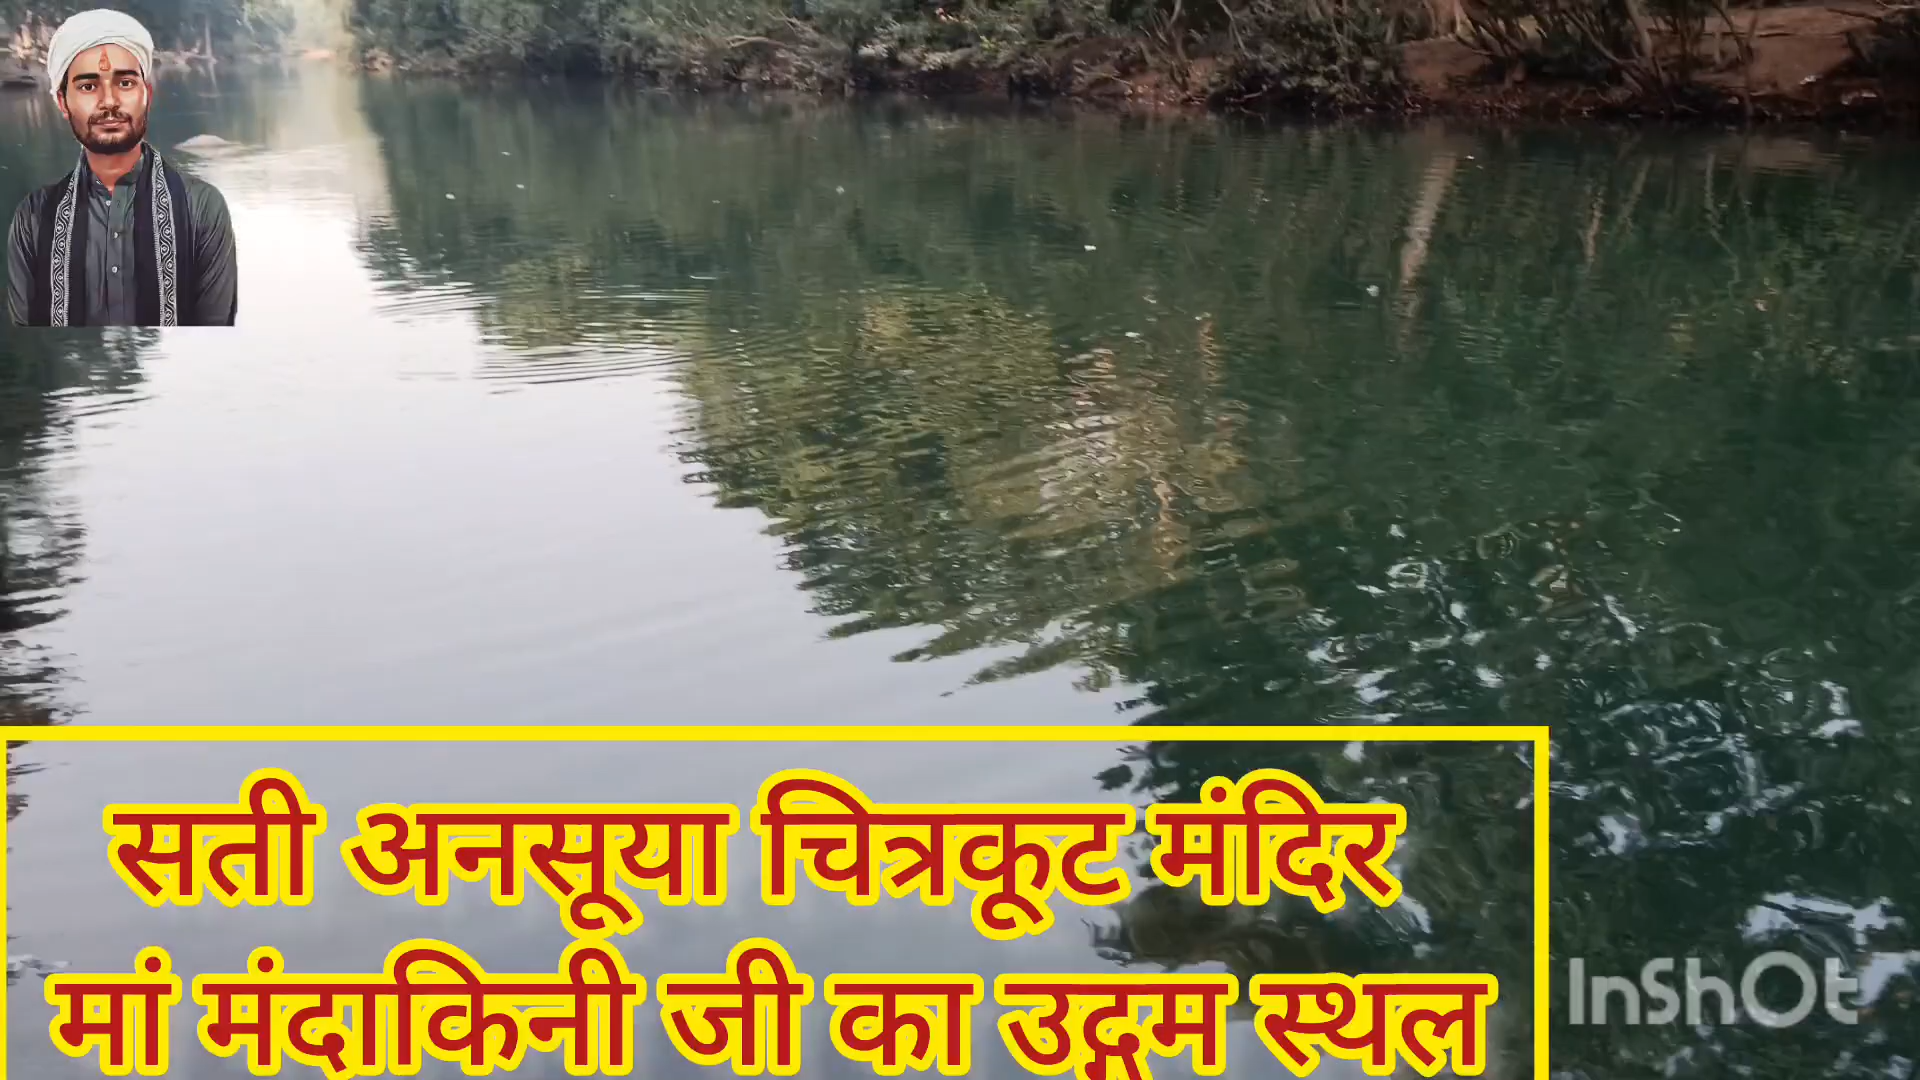 सती अनसूया चित्रकूट मंदिर
मां मंदाकिनी जी का उद्गम स्थल
InShOt